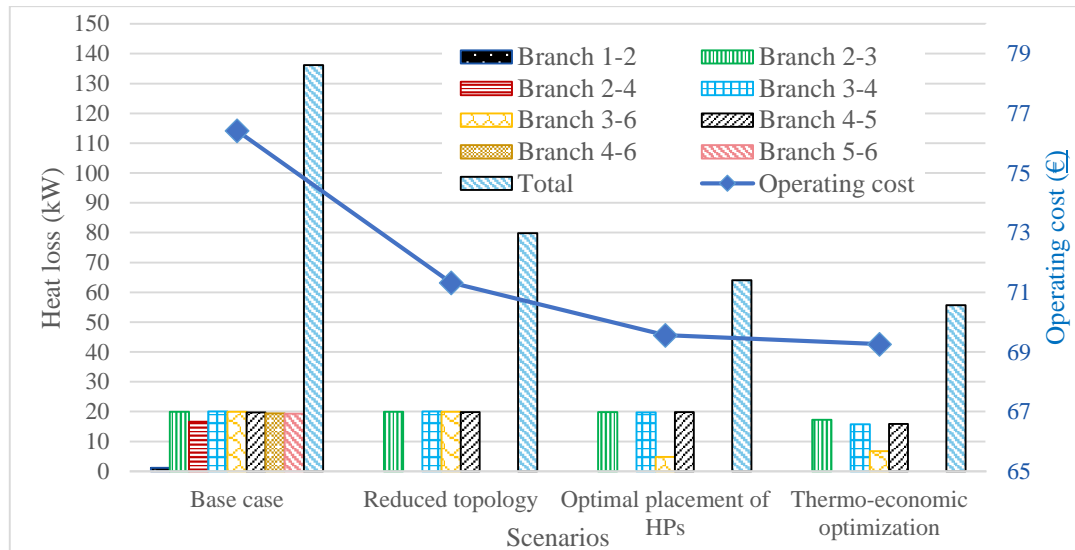 150
140
130
120
110
100
90
80
70
60
50
40
30
20
10
0
Heat loss (kW)
Branch 1-2
Branch 2-3
Branch 2-4
Branch 3-4
Branch 3-6
Branch 4-5
Branch 4-6
Branch 5-6
Total
Operating cost
79
77
75
73
71
69
67
65
Operating cost (€)
Base case
Reduced topology
Optimal placement of
HPs
Thermo-economic
optimization
Scenarios